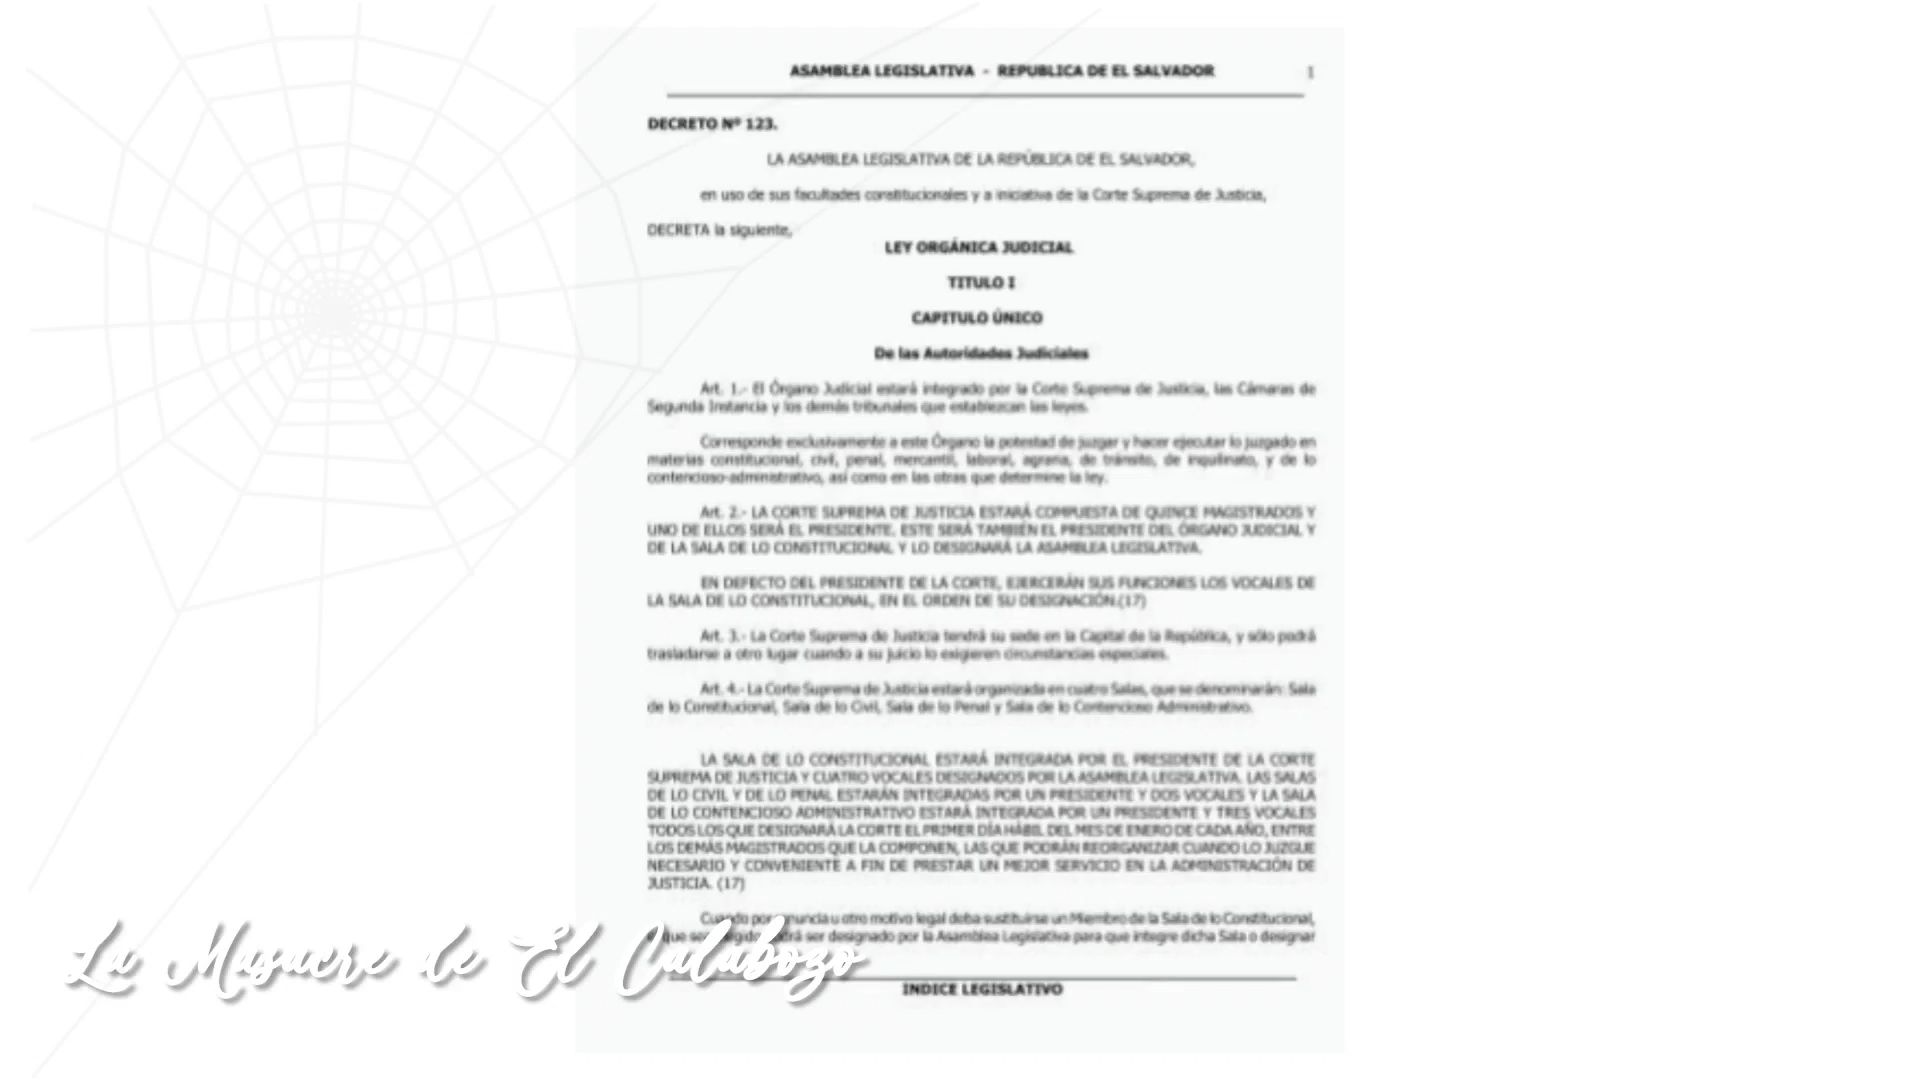 ASAMBLEA LEGISLATIVA - REPUBLICA DE EL SALVADOR 1
DECRETO Nº 123.
LA ASAMBLEA LEGISLATIVA DE LA REPÚBLICA DE EL SALVADOR,
en uso de sus facultades constitucionales y a iniciativa de la Corte Suprema de Justicia,
DECRETA la siguiente,
LEY ORGÁNICA JUDICIAL
TITULO I
CAPITULO ÚNICO
De las Autoridades Judiciales
Art. 1.- El Órgano Judicial estará integrado por la Corte Suprema de Justicia, las Cámaras de
Segunda Instancia y los demás tribunales que establezcan las leyes.
Corresponde exclusivamente a este Órgano la potestad de juzgar y hacer ejecutar lo juzgado en
materias constitucional, civil, penal, mercantil, laboral, agraria, de tránsito, de inquilinato, y de lo
contencioso-administrativo, así como en las otras que determine la ley.
Art. 2.- LA CORTE SUPREMA DE JUSTICIA ESTARÁ COMPUESTA DE QUINCE MAGISTRADOS Y
UNO DE ELLOS SERÁ EL PRESIDENTE. ESTE SERÁ TAMBIÉN EL PRESIDENTE DEL ÓRGANO JUDICIAL Y
DE LA SALA DE LO CONSTITUCIONAL Y LO DESIGNARÁ LA ASAMBLEA LEGISLATIVA.
EN DEFECTO DEL PRESIDENTE DE LA CORTE, EJERCERÁN SUS FUNCIONES LOS VOCALES DE
LA SALA DE LO CONSTITUCIONAL, EN EL ORDEN DE SU DESIGNACIÓN.(17)
Art. 3.- La Corte Suprema de Justicia tendrá su sede en la Capital de la República, y sólo podrá
trasladarse a otro lugar cuando a su juicio lo exigieren circunstancias especiales.
Art. 4.- La Corte Suprema de Justicia estará organizada en cuatro Salas, que se denominarán: Sala
de lo Constitucional, Sala de lo Civil, Sala de lo Penal y Sala de lo Contencioso Administrativo.
LA SALA DE LO CONSTITUCIONAL ESTARÁ INTEGRADA POR EL PRESIDENTE DE LA CORTE
SUPREMA DE JUSTICIA Y CUATRO VOCALES DESIGNADOS POR LA ASAMBLEA LEGISLATIVA. LAS SALAS
DE LO CIVIL Y DE LO PENAL ESTARÁN INTEGRADAS POR UN PRESIDENTE Y DOS VOCALES Y LA SALA
DE LO CONTENCIOSO ADMINISTRATIVO ESTARÁ INTEGRADA POR UN PRESIDENTE Y TRES VOCALES
TODOS LOS QUE DESIGNARÁ LA CORTE EL PRIMER DÍA HÁBIL DEL MES DE ENERO DE CADA AÑO, ENTRE
LOS DEMÁS MAGISTRADOS QUE LA COMPONEN, LAS QUE PODRÁN REORGANIZAR CUANDO LO JUZGUE
NECESARIO Y CONVENIENTE A FIN DE PRESTAR UN MEJOR SERVICIO EN LA ADMINISTRACIÓN DE
JUSTICIA. (17)
Cuando por u otro motivo legal deba sustituirse un Miembro de la Sala de lo Constitucional,
que ser designado por la Asamblea Legislativa para que integre dicha Sala o designar
La Masacre de El Calabozo
INDICE LEGISLATIVO